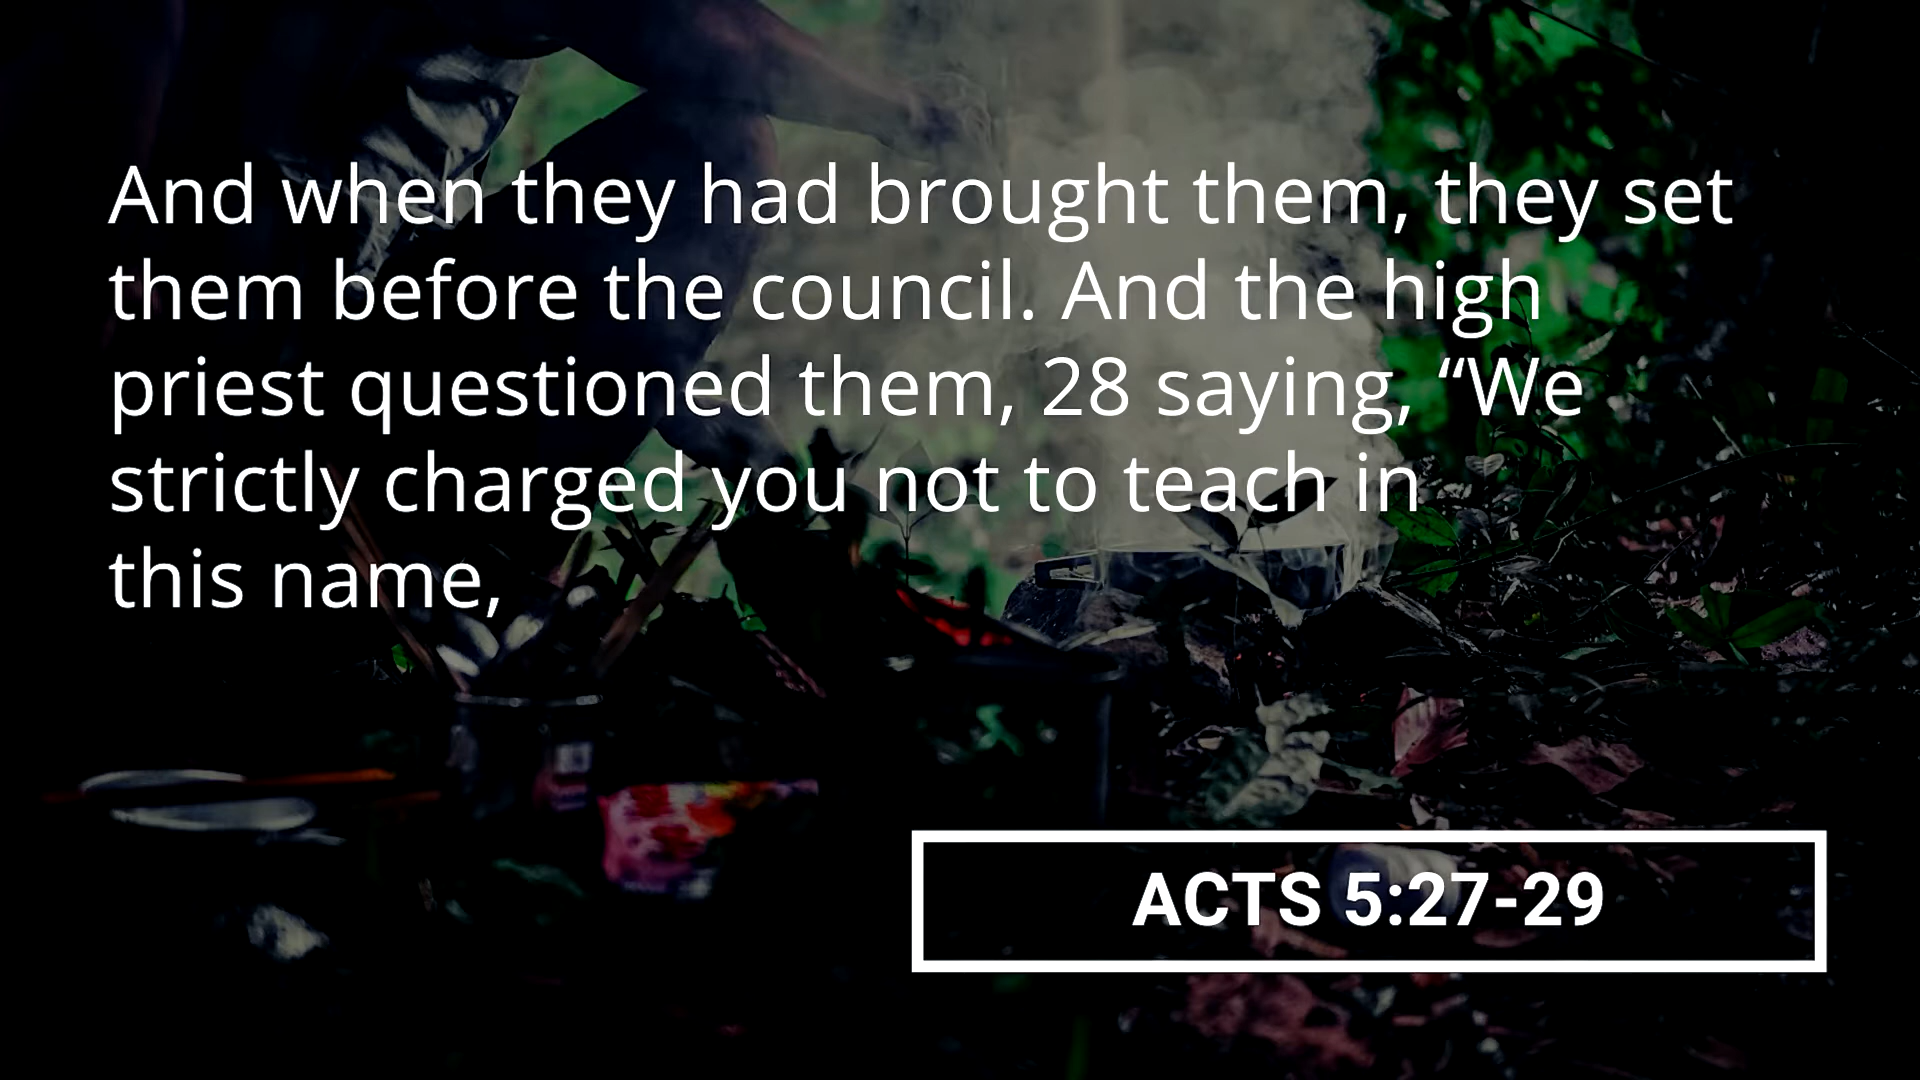 And when they had brought them, they set
them before the council. And the high
priest questioned them, 28 saying, “We
strictly charged you not to teach in
this name,
ACTS 5:27-29